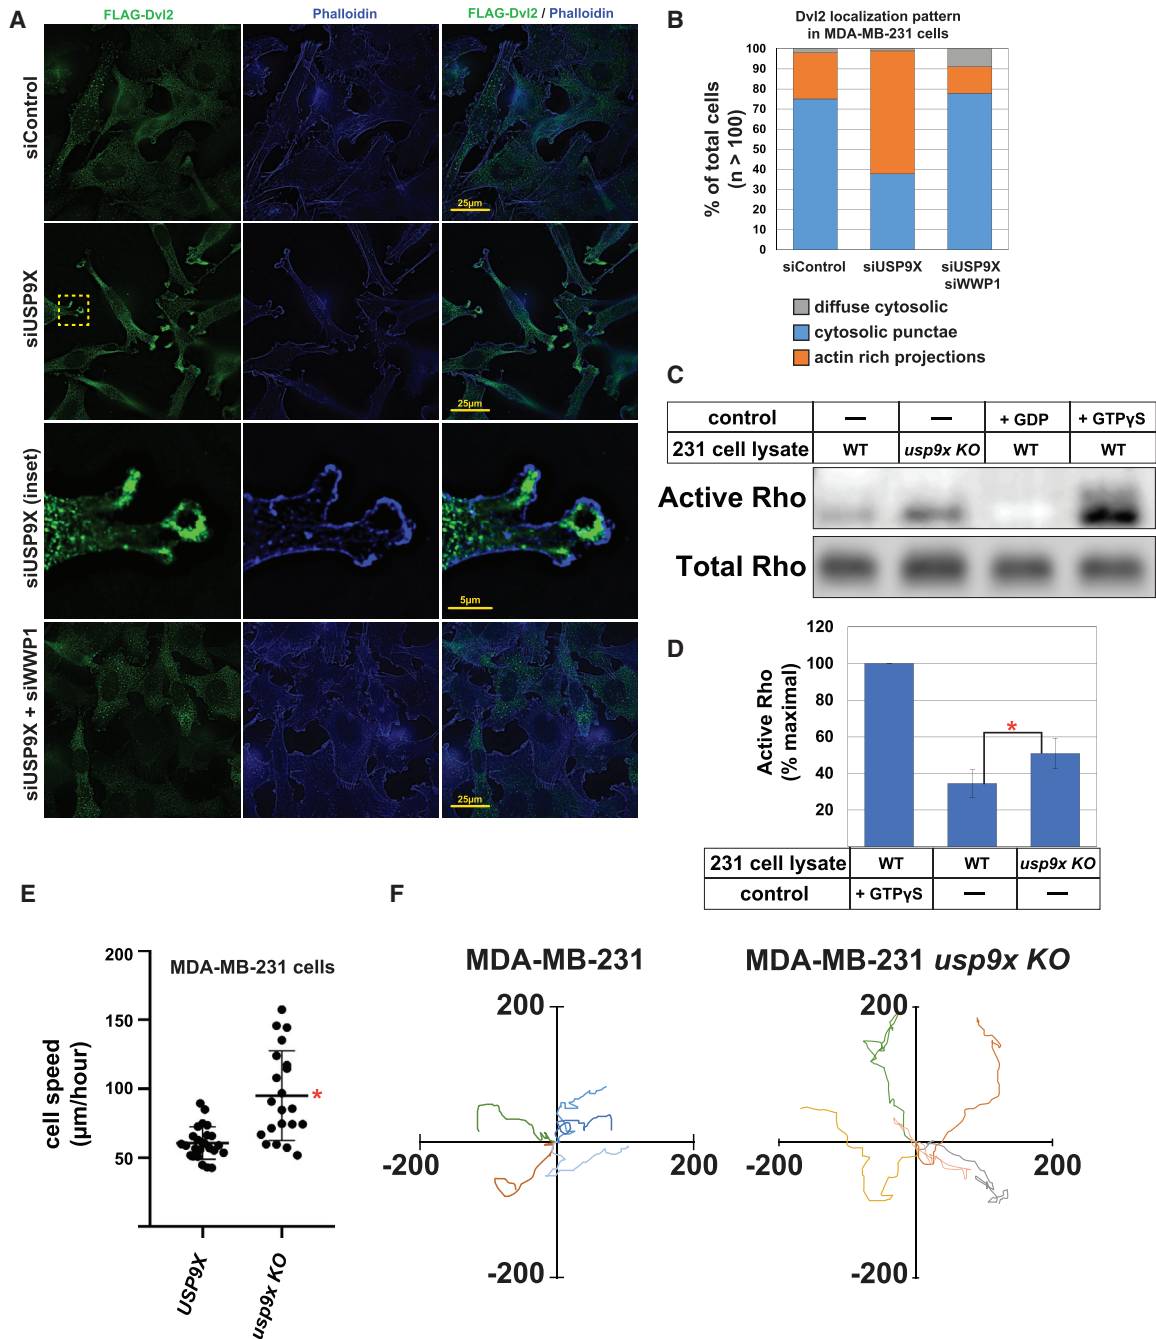 A
FLAG-Dvl2
Phalloidin
FLAG-Dvl2 / Phalloidin
siControl
25µm
siUSP9X
25µm
siUSP9X (inset)
5µm
siUSP9X + siWWP1
25µm
B
Dvl2 localization pattern
in MDA-MB-231 cells
% of total cells
(n > 100)
100
90
80
70
60
50
40
30
20
10
0
siControl
siUSP9X
siUSP9X
siWWP1
diffuse cytosolic
cytosolic punctae
actin rich projections
C
control — — + GDP + GTPγS
231 cell lysate WT usp9x KO WT WT
Active Rho
Total Rho
D
Active Rho
(% maximal)
120
100
80
60
40
20
*
231 cell lysate WT WT usp9x KO
control + GTPγS — —
E
MDA-MB-231 cells
cell speed
(µm/hour)
200
150
100
50
*
USP9X
usp9x KO
F
MDA-MB-231
200
-200
200
-200
MDA-MB-231 usp9x KO
200
-200
200
-200